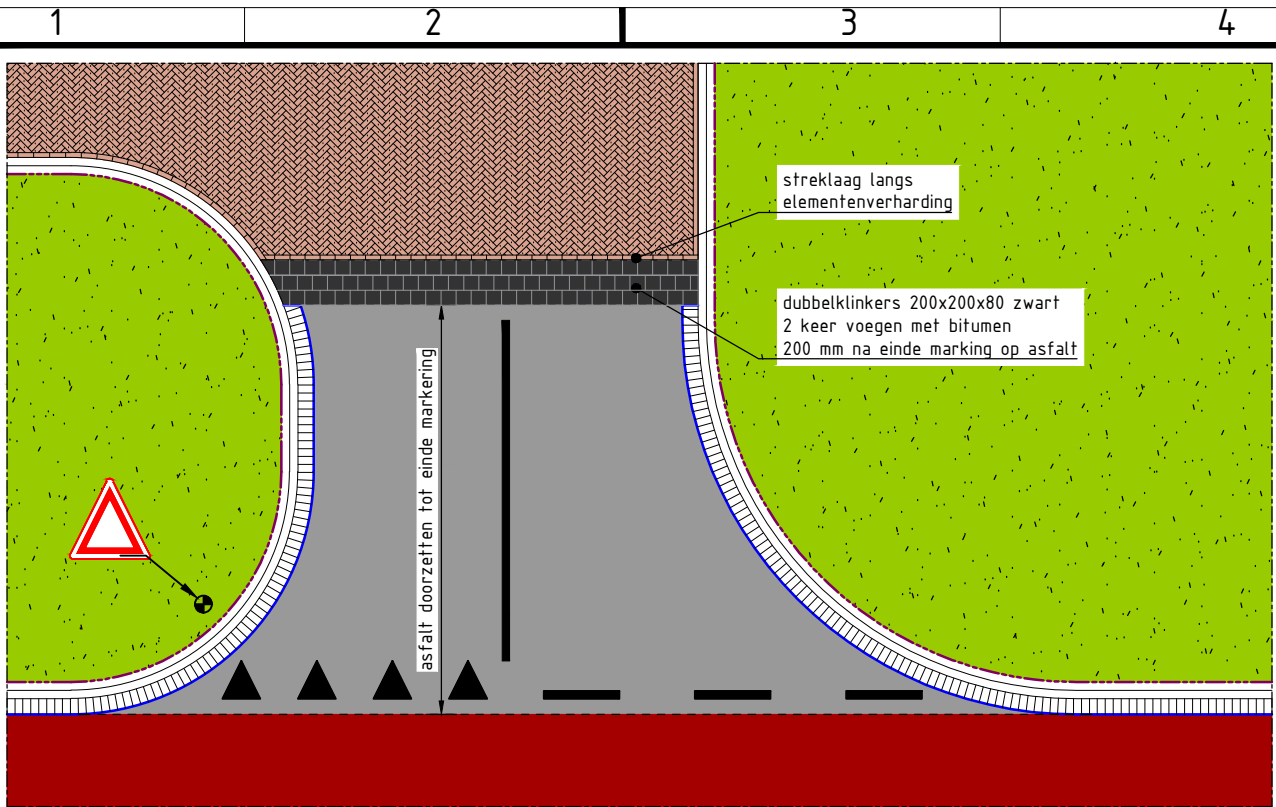 1 2 3 4
streklaag langs
elementenverharding
dubbelklinkers 200x200x80 zwart
2 keer voegen met bitumen
200 mm na einde marking op asfalt
asfalt doorzetten tot einde markering